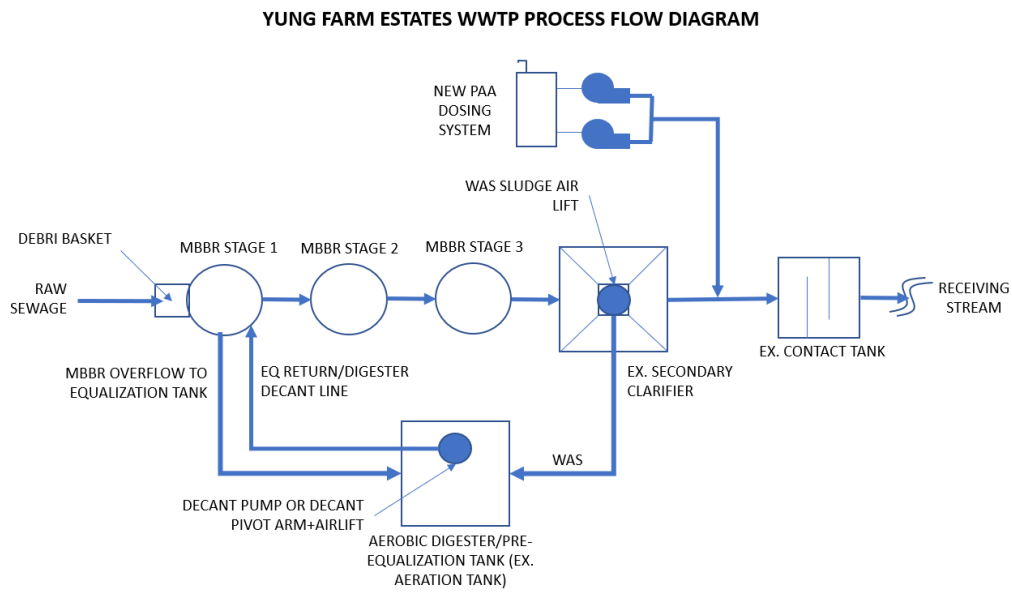 YUNG FARM ESTATES WWTP PROCESS FLOW DIAGRAM
NEW PAA
DOSING
SYSTEM
WAS SLUDGE AIR
LIFT
DEBRI BASKET
MBBR STAGE 1
MBBR STAGE 2
MBBR STAGE 3
RAW
SEWAGE
RECEIVING
STREAM
EX. CONTACT TANK
MBBR OVERFLOW TO
EQUALIZATION TANK
EQ RETURN/DIGESTER
DECANT LINE
EX. SECONDARY
CLARIFIER
WAS
DECANT PUMP OR DECANT
PIVOT ARM+AIRLIFT
AEROBIC DIGESTER/PRE-
EQUALIZATION TANK (EX.
AERATION TANK)